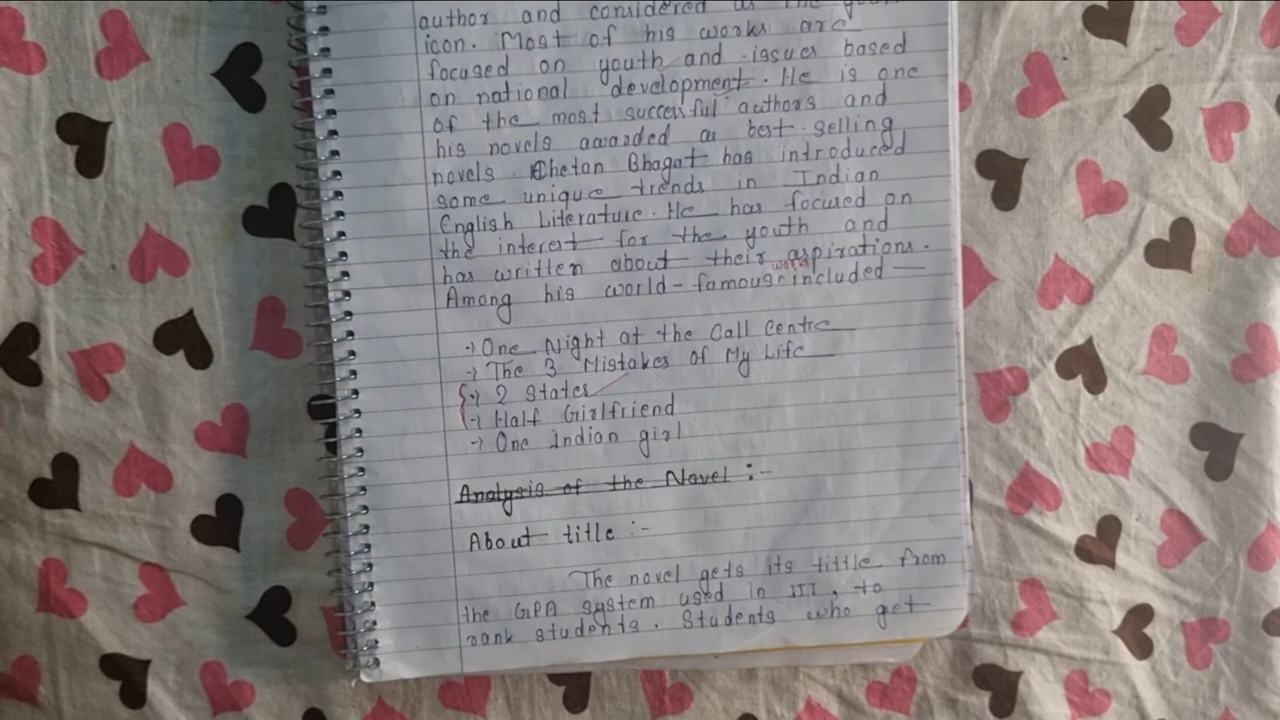 author and considered as the
icon. Most of his works are
focused on youth and issues based
on national development. He is one
of the most successful authors and
his novels awarded as best selling
novels. Chetan Bhagat has introduced
some unique trends in Indian
English Literature. He has focused on
the interest for the youth and
has written about their aspirations.
works
Among his world-famous included —
→ One Night at the Call Centre
→ The 3 Mistakes of My Life
→ 2 States
→ Half Girlfriend
→ One indian girl
Analysis of the Novel :-
About title :-
The novel gets its tittle from
the GPA system used in IIT, to
rank students. Students who get